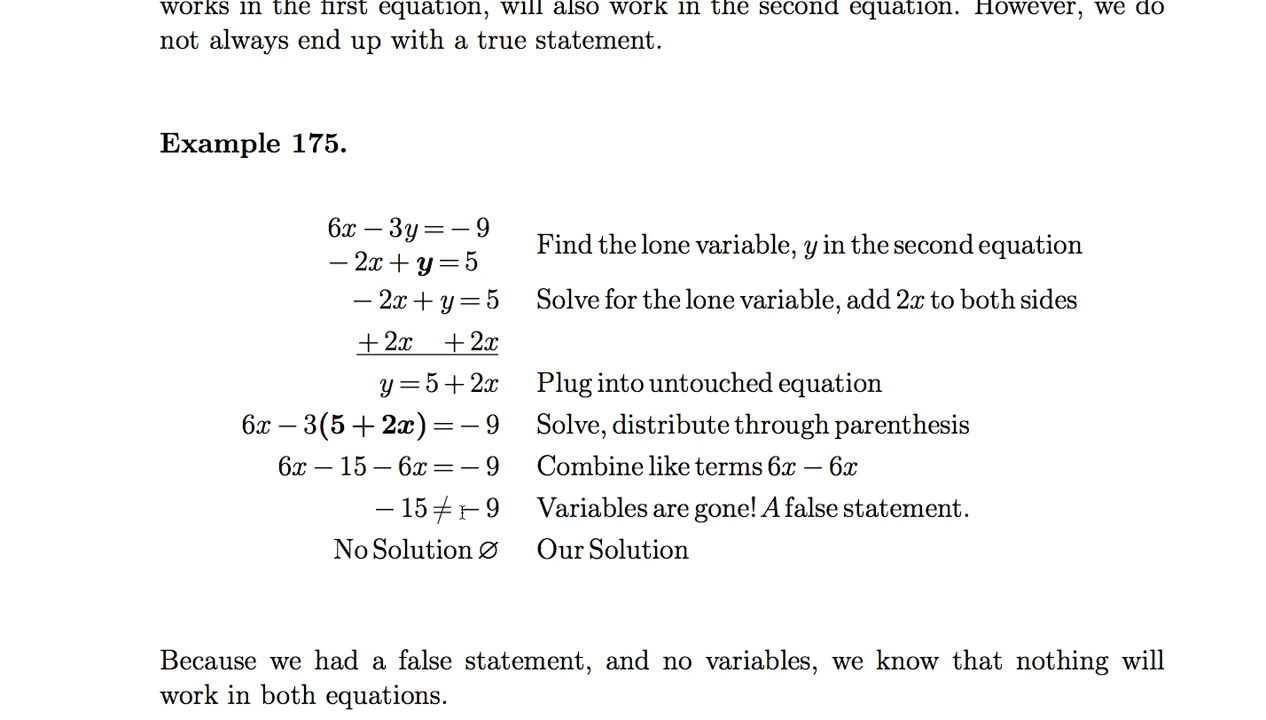 works in the first equation, will also work in the second equation. However, we do
not always end up with a true statement.
Example 175.
6x − 3y = − 9
− 2x + y = 5
Find the lone variable, y in the second equation
− 2x + y = 5 Solve for the lone variable, add 2x to both sides
+ 2x + 2x
y = 5 + 2x Plug into untouched equation
6x − 3(5 + 2x) = − 9 Solve, distribute through parenthesis
6x − 15 − 6x = − 9 Combine like terms 6x − 6x
− 15 ≠ − 9 Variables are gone! A false statement.
No Solution ∅ Our Solution
Because we had a false statement, and no variables, we know that nothing will
work in both equations.